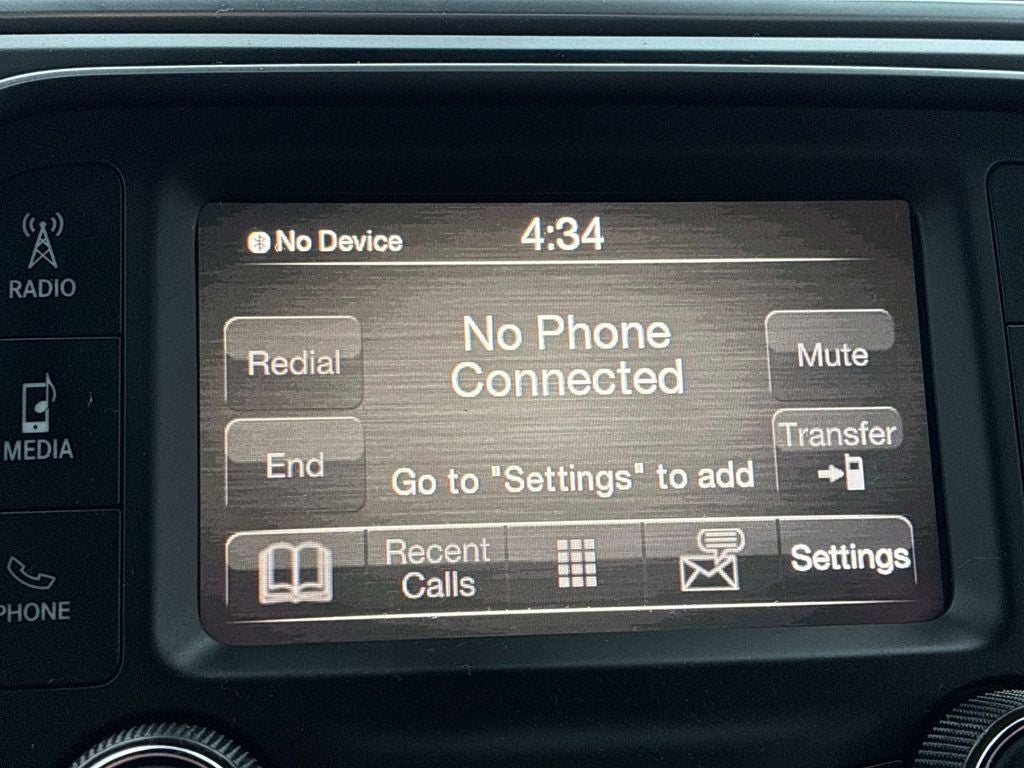 No Device
4:34
RADIO
No Phone
Connected
Redial
Mute
MEDIA
End
Transfer
Go to "Settings" to add
Recent
Calls
Settings
PHONE